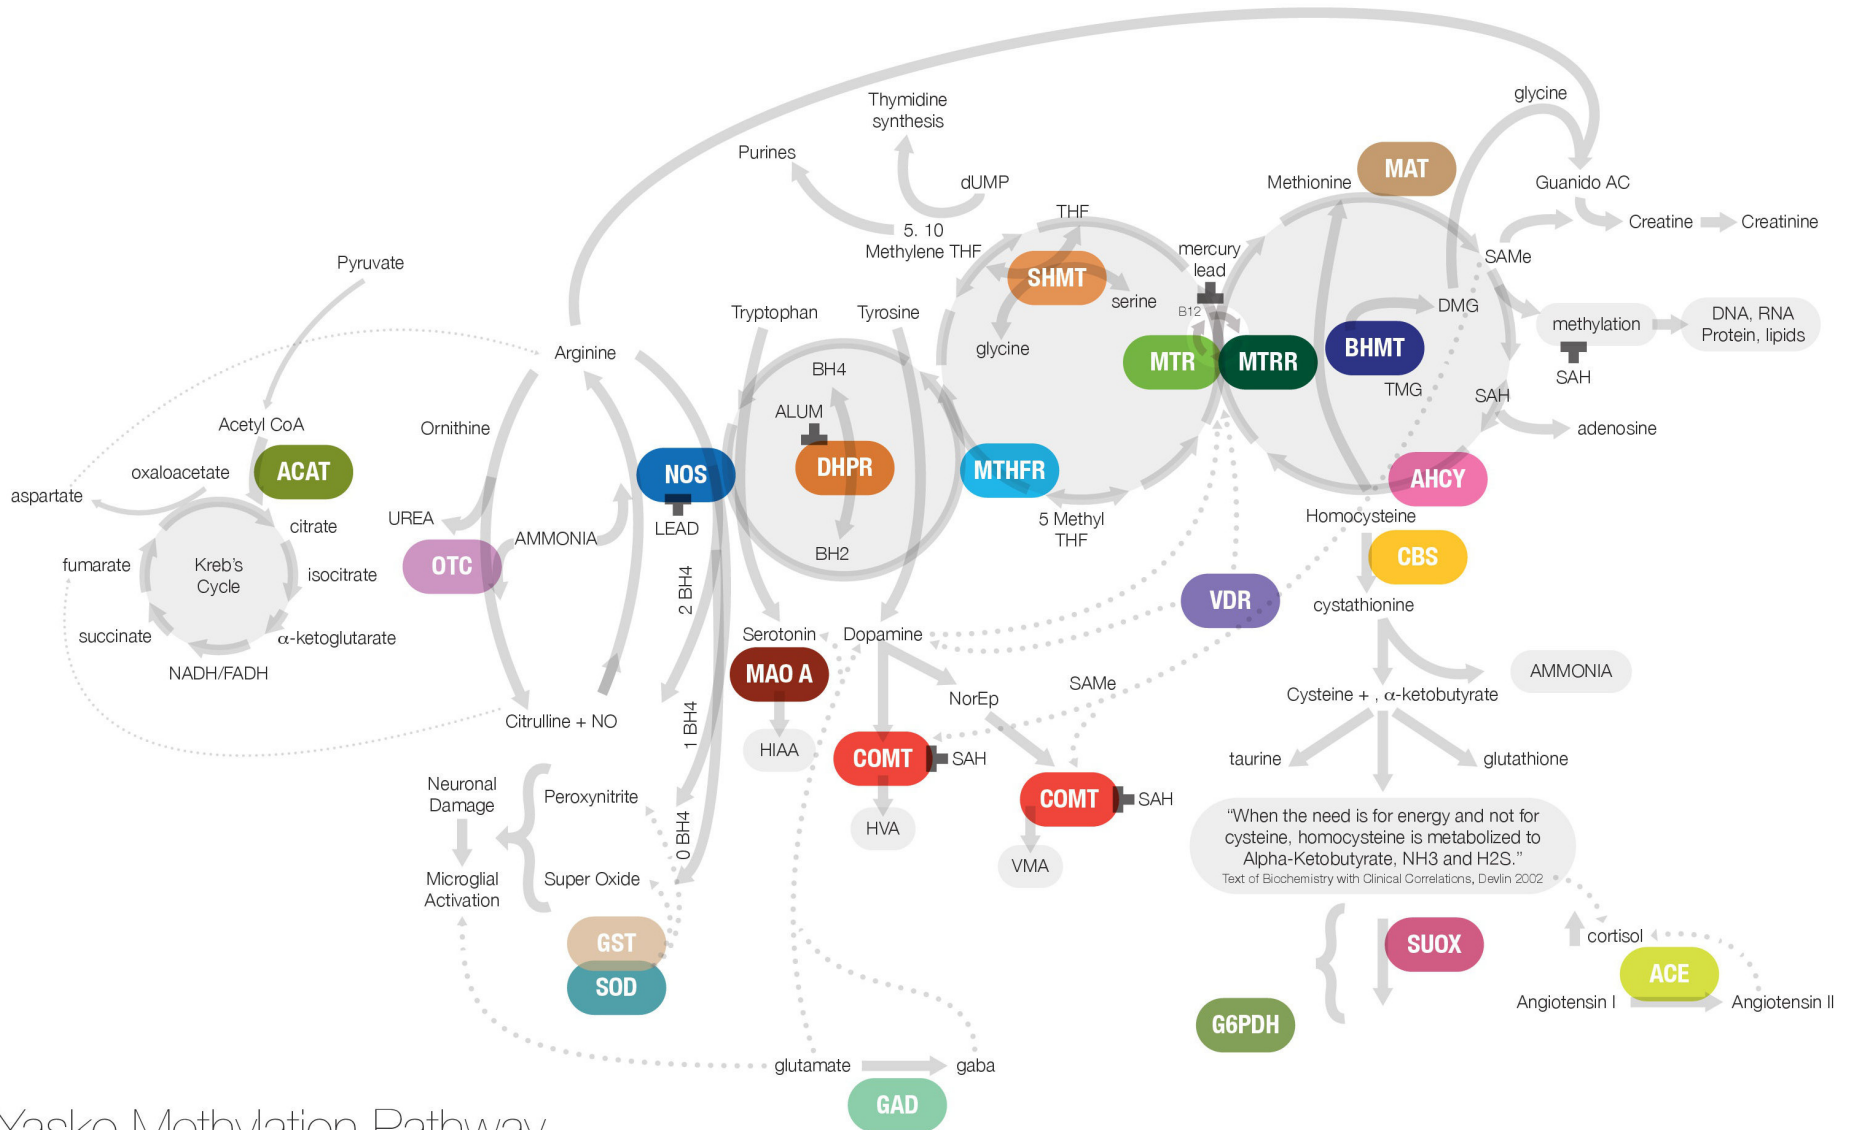 Thymidine
synthesis
Purines
dUMP
5. 10
Methylene THF
THF
SHMT
serine
glycine
mercury
lead
B12
MTR
MTRR
Methionine
MAT
glycine
Guanido AC
Creatine
Creatinine
SAMe
DMG
BHMT
TMG
methylation
DNA, RNA
Protein, lipids
SAH
SAH
adenosine
AHCY
Homocysteine
CBS
cystathionine
AMMONIA
Cysteine + , α-ketobutyrate
taurine
glutathione
“When the need is for energy and not for
cysteine, homocysteine is metabolized to
Alpha-Ketobutyrate, NH3 and H2S.”
Text of Biochemistry with Clinical Correlations, Devlin 2002
SUOX
G6PDH
cortisol
ACE
Angiotensin I
Angiotensin II
Pyruvate
Acetyl CoA
ACAT
oxaloacetate
aspartate
citrate
Kreb’s
Cycle
isocitrate
fumarate
α-ketoglutarate
succinate
NADH/FADH
Arginine
Ornithine
UREA
OTC
AMMONIA
NOS
LEAD
Citrulline + NO
2 BH4
1 BH4
0 BH4
Tryptophan
Tyrosine
BH4
ALUM
DHPR
BH2
MTHFR
5 Methyl
THF
VDR
Serotonin
Dopamine
MAO A
HIAA
NorEp
SAMe
COMT
SAH
HVA
COMT
SAH
VMA
Neuronal
Damage
Peroxynitrite
Microglial
Activation
Super Oxide
GST
SOD
glutamate
gaba
GAD
Yasko Methylation Pathway